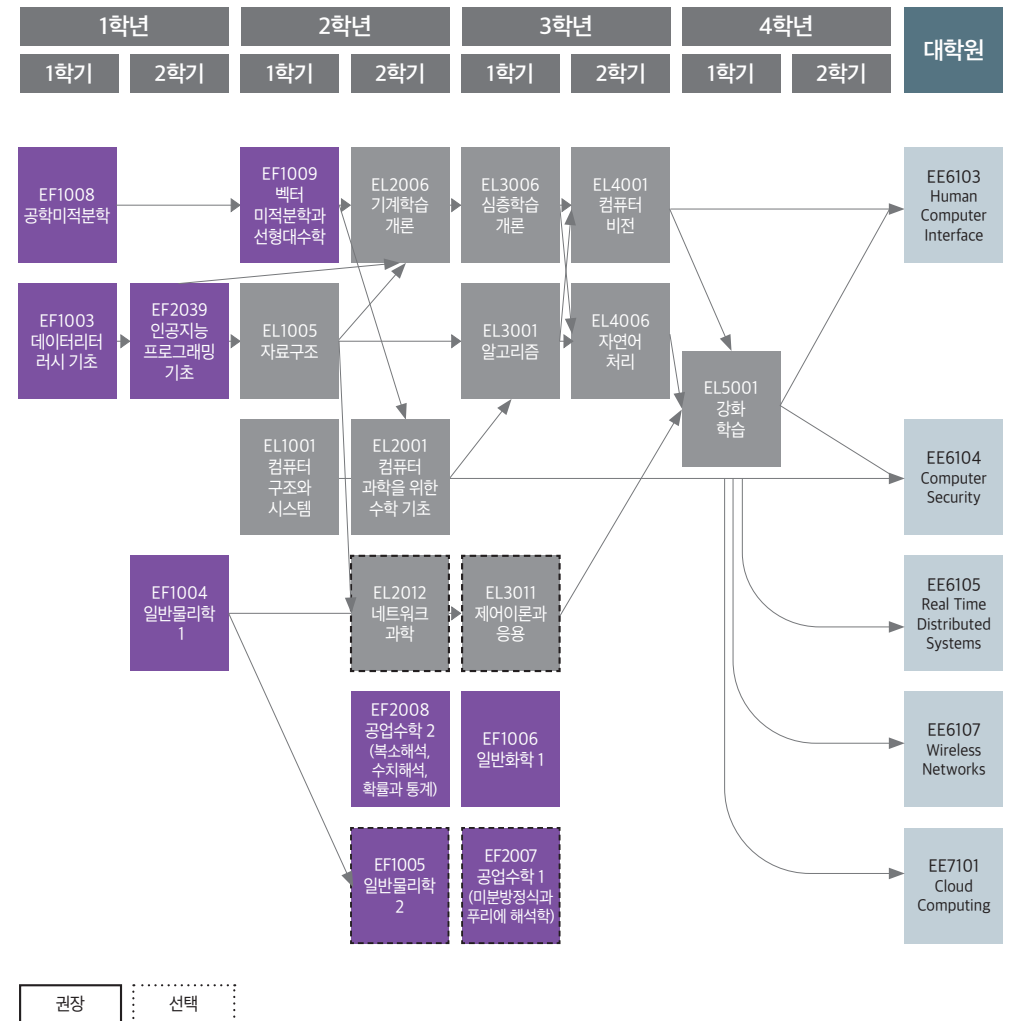 1학년
2학년
3학년
4학년
대학원
1학기
2학기
1학기
2학기
1학기
2학기
1학기
2학기
EF1008
공학미적분학
EF1009
벡터
미적분학과
선형대수학
EL2006
기계학습
개론
EL3006
심층학습
개론
EL4001
컴퓨터
비전
EE6103
Human
Computer
Interface
EF1003
데이터리터
러시 기초
EF2039
인공지능
프로그래밍
기초
EL1005
자료구조
EL3001
알고리즘
EL4006
자연어
처리
EL5001
강화
학습
EL1001
컴퓨터
구조와
시스템
EL2001
컴퓨터
과학을 위한
수학 기초
EE6104
Computer
Security
EF1004
일반물리학
1
EL2012
네트워크
과학
EL3011
제어이론과
응용
EE6105
Real Time
Distributed
Systems
EF2008
공업수학 2
(복소해석,
수치해석,
확률과 통계)
EF1006
일반화학 1
EE6107
Wireless
Networks
EF1005
일반물리학
2
EF2007
공업수학 1
(미분방정식과
푸리에 해석학)
EE7101
Cloud
Computing
권장
선택